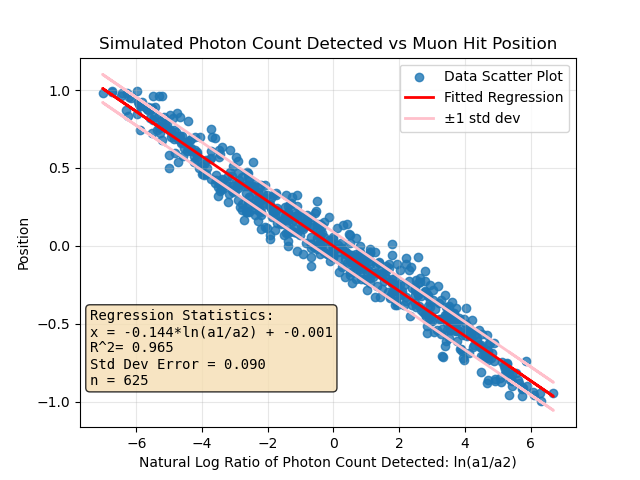 Simulated Photon Count Detected vs Muon Hit Position
Data Scatter Plot
Fitted Regression
±1 std dev
1.0
0.5
0.0
−0.5
−1.0
Position
Regression Statistics:
x = -0.144*ln(a1/a2) + -0.001
R^2= 0.965
Std Dev Error = 0.090
n = 625
−6 −4 −2 0 2 4 6
Natural Log Ratio of Photon Count Detected: ln(a1/a2)